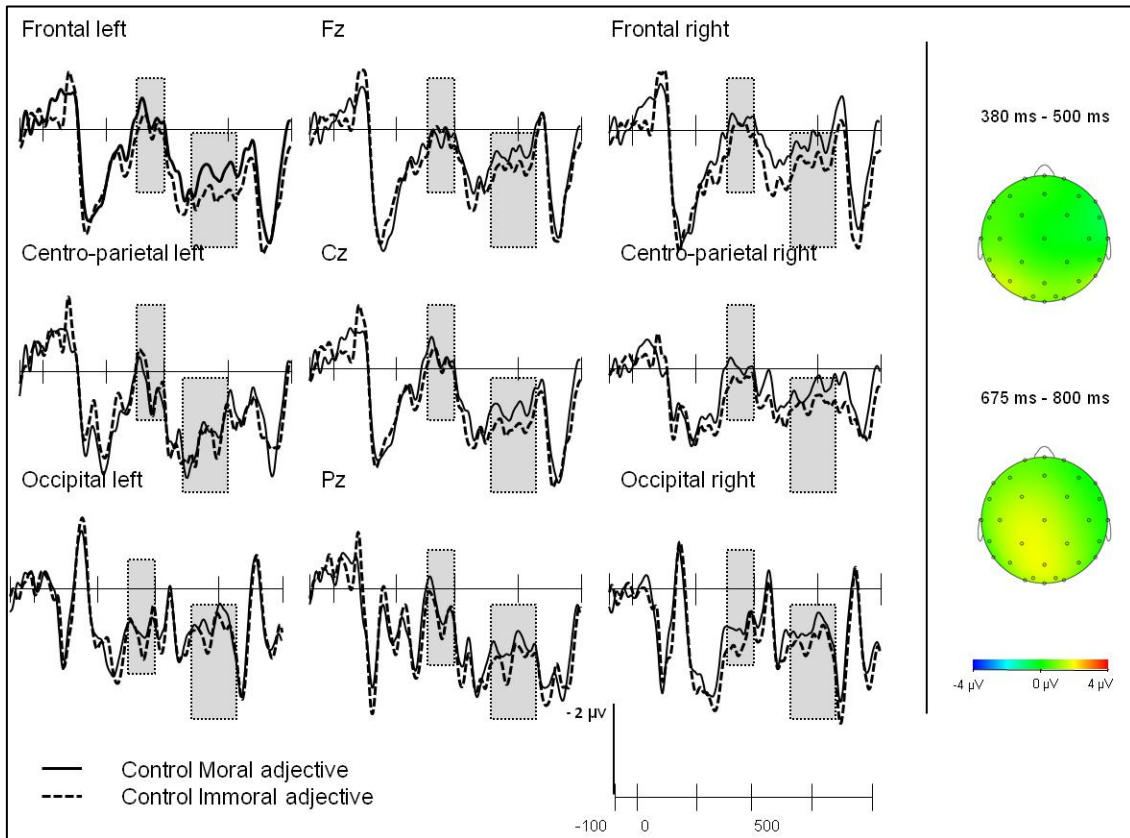 Frontal left
Fz
Frontal right
380 ms - 500 ms
Centro-parietal left
Cz
Centro-parietal right
675 ms - 800 ms
Occipital left
Pz
Occipital right
-4 µV
0 µV
4 µV
- 2 µv
Control Moral adjective
Control Immoral adjective
-100
0
500